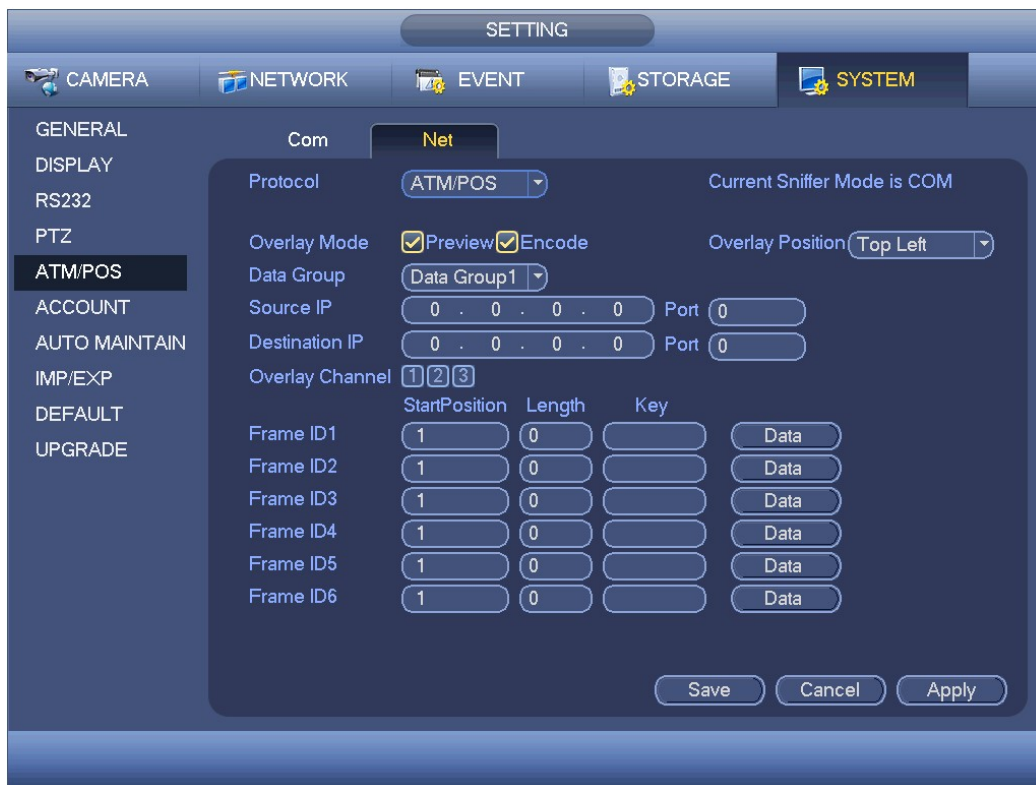 SETTING
CAMERA NETWORK EVENT STORAGE SYSTEM
GENERAL
DISPLAY
RS232
PTZ
ATM/POS
ACCOUNT
AUTO MAINTAIN
IMP/EXP
DEFAULT
UPGRADE
Com Net
Protocol ATM/POS Current Sniffer Mode is COM
Overlay Mode Preview Encode Overlay Position Top Left
Data Group Data Group1
Source IP 0 . 0 . 0 . 0 Port 0
Destination IP 0 . 0 . 0 . 0 Port 0
Overlay Channel 1 2 3
StartPosition Length Key
Frame ID1 1 0 Data
Frame ID2 1 0 Data
Frame ID3 1 0 Data
Frame ID4 1 0 Data
Frame ID5 1 0 Data
Frame ID6 1 0 Data
Save Cancel Apply